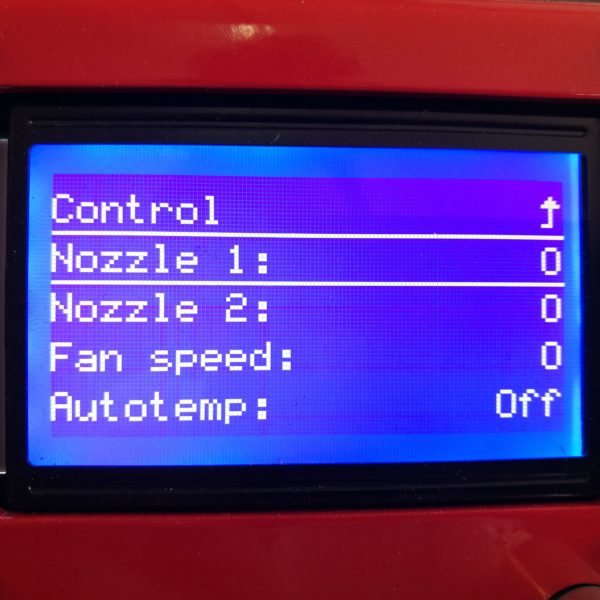 Control
Nozzle 1: 0
Nozzle 2: 0
Fan speed: 0
Autotemp: Off